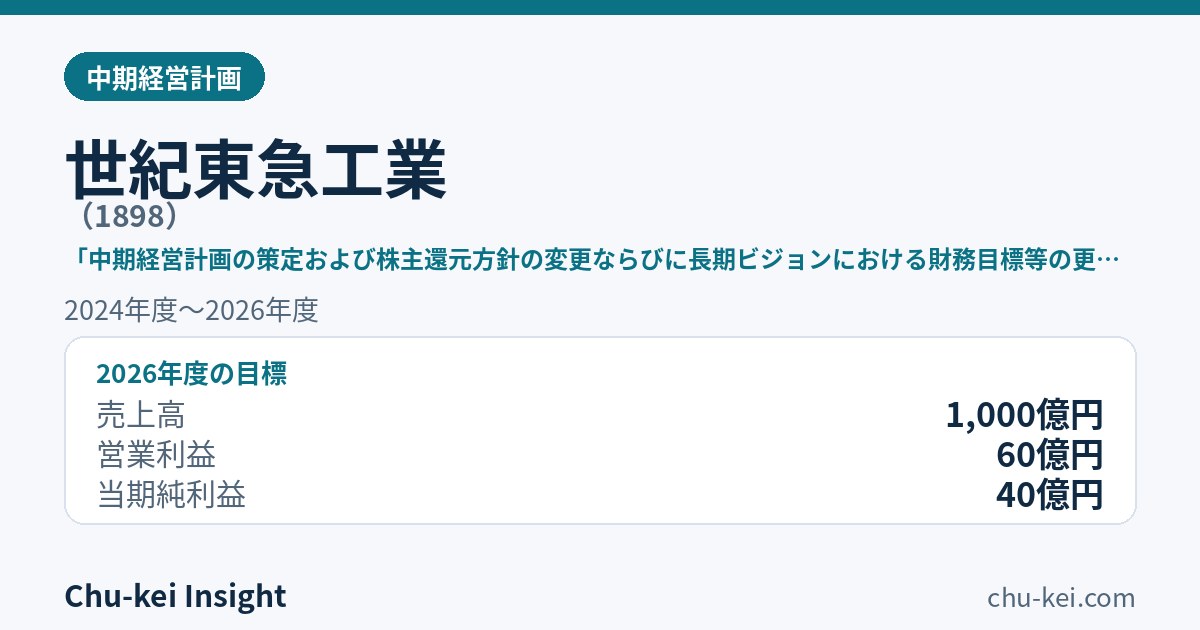 中期経営計画
世紀東急工業
（1898）
「中期経営計画の策定および株主還元方針の変更ならびに長期ビジョンにおける財務目標等の更…
2024年度～2026年度
2026年度の目標
売上高 1,000億円
営業利益 60億円
当期純利益 40億円
Chu-kei Insight chu-kei.com